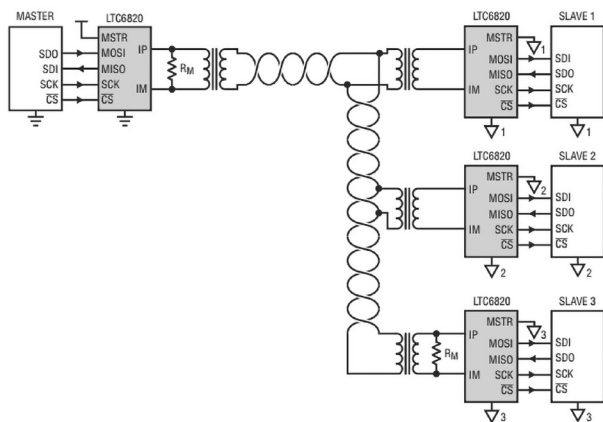 MASTER
LTC6820
SDO
SDI
SCK
CS
MSTR
MOSI
MISO
SCK
CS
IP
IM
RM
LTC6820
SLAVE 1
IP
IM
MSTR
MOSI
MISO
SCK
CS
1
SDI
SDO
SCK
CS
1
1
LTC6820
SLAVE 2
IP
IM
MSTR
MOSI
MISO
SCK
CS
2
SDI
SDO
SCK
CS
2
2
LTC6820
SLAVE 3
IP
IM
RM
MSTR
MOSI
MISO
SCK
CS
3
SDI
SDO
SCK
CS
3
3